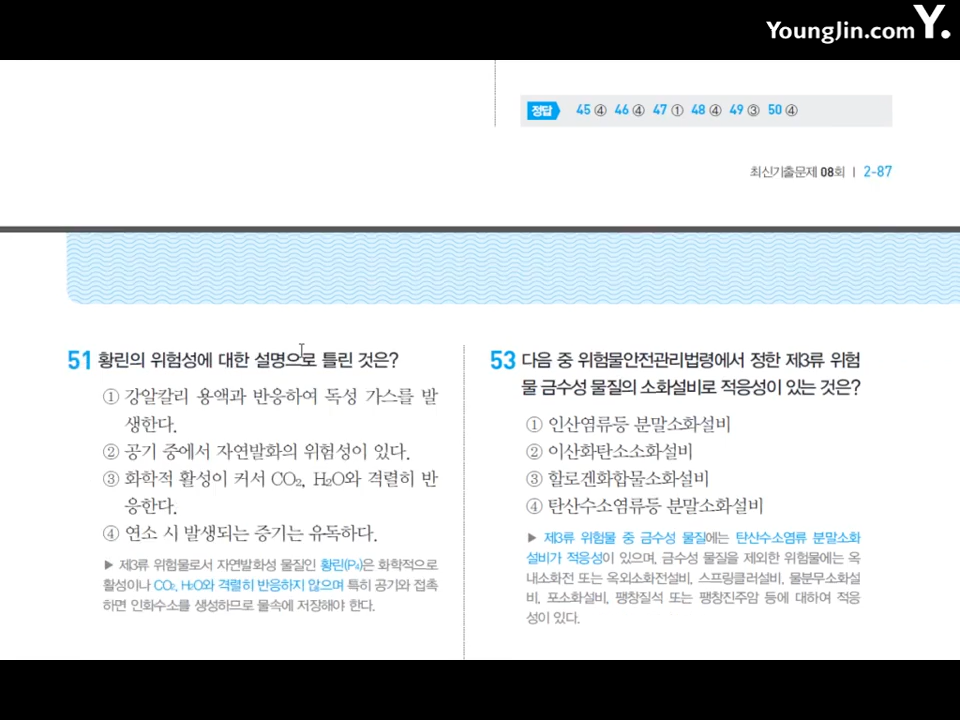 YoungJin.com Y.
정답 45 ④ 46 ④ 47 ① 48 ④ 49 ③ 50 ④
최신기출문제 08회 | 2-87
51 황린의 위험성에 대한 설명으로 틀린 것은?
① 강알칼리 용액과 반응하여 독성 가스를 발
생한다.
② 공기 중에서 자연발화의 위험성이 있다.
③ 화학적 활성이 커서 CO₂, H₂O와 격렬히 반
응한다.
④ 연소 시 발생되는 증기는 유독하다.
▶ 제3류 위험물로서 자연발화성 물질인 황린(P₄)은 화학적으로
활성이나 CO₂, H₂O와 격렬히 반응하지 않으며 특히 공기와 접촉
하면 인화수소를 생성하므로 물속에 저장해야 한다.
53 다음 중 위험물안전관리법령에서 정한 제3류 위험
물 금수성 물질의 소화설비로 적응성이 있는 것은?
① 인산염류등 분말소화설비
② 이산화탄소소화설비
③ 할로겐화합물소화설비
④ 탄산수소염류등 분말소화설비
▶ 제3류 위험물 중 금수성 물질에는 탄산수소염류 분말소화
설비가 적응성이 있으며, 금수성 물질을 제외한 위험물에는 옥
내소화전 또는 옥외소화전설비, 스프링클러설비, 물분무소화설
비, 포소화설비, 팽창질석 또는 팽창진주암 등에 대하여 적응
성이 있다.